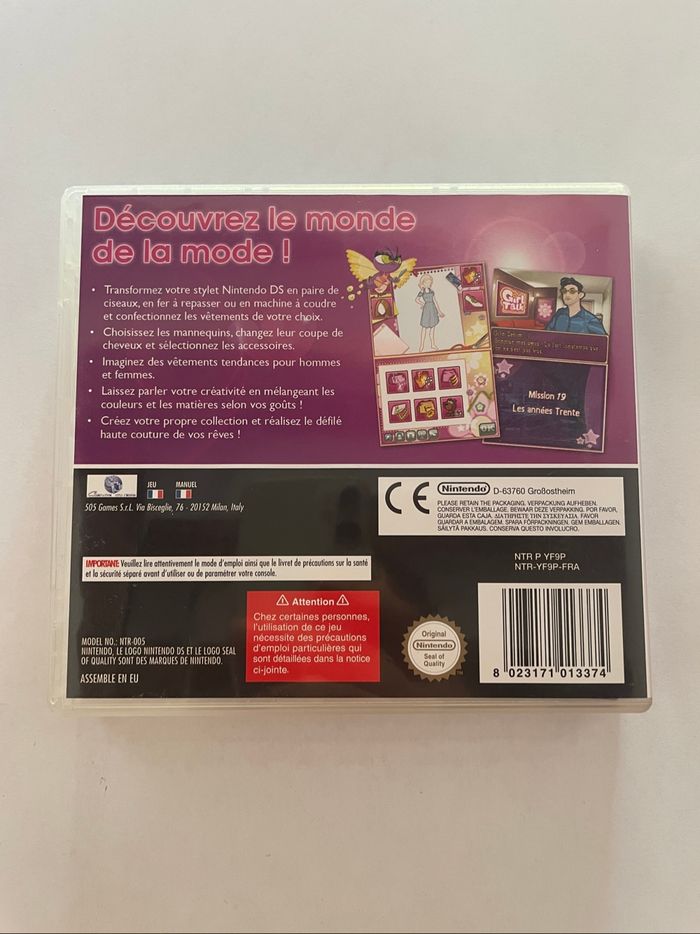 Découvrez le monde
de la mode !
• Transformez votre stylet Nintendo DS en paire de
ciseaux, en fer à repasser ou en machine à coudre
et confectionnez les vêtements de votre choix.
• Choisissez les mannequins, changez leur coupe de
cheveux et sélectionnez les accessoires.
• Imaginez des vêtements tendances pour hommes
et femmes.
• Laissez parler votre créativité en mélangeant les
couleurs et les matières selon vos goûts !
• Créez votre propre collection et réalisez le défilé
haute couture de vos rêves !
Girl
Talk
OK
Mission 19
Les années Trente
JEU
MANUEL
505 Games S.r.L. Via Bisceglie, 76 - 20152 Milan, Italy
CE
Nintendo D-63760 Großostheim
PLEASE RETAIN THE PACKAGING. VERPACKUNG AUFHEBEN.
CONSERVER L'EMBALLAGE. BEWAAR DEZE VERPAKKING. POR FAVOR,
GUARDA ESTA CAJA. ΔΙΑΤΗΡΗΣΤΕ ΤΗΝ ΣΥΣΚΕΥΑΣΙΑ. FAVOR
GUARDAR A EMBALAGEM. SPARA FÖRPACKNINGEN. GEM EMBALLAGEN.
SÄILYTÄ PAKKAUS. CONSERVA QUESTO INVOLUCRO.
NTR P YF9P
NTR-YF9P-FRA
IMPORTANT: Veuillez lire attentivement le mode d'emploi ainsi que le livret de précautions sur la santé
et la sécurité séparé avant d'utiliser ou de paramétrer votre console.
Attention
Chez certaines personnes,
l'utilisation de ce jeu
nécessite des précautions
d'emploi particulières qui
sont détaillées dans la notice
ci-jointe.
Original
Nintendo
Seal of
Quality
TM
MODEL NO.: NTR-005
NINTENDO, LE LOGO NINTENDO DS ET LE LOGO SEAL
OF QUALITY SONT DES MARQUES DE NINTENDO.
ASSEMBLE EN EU
8 023171 013374